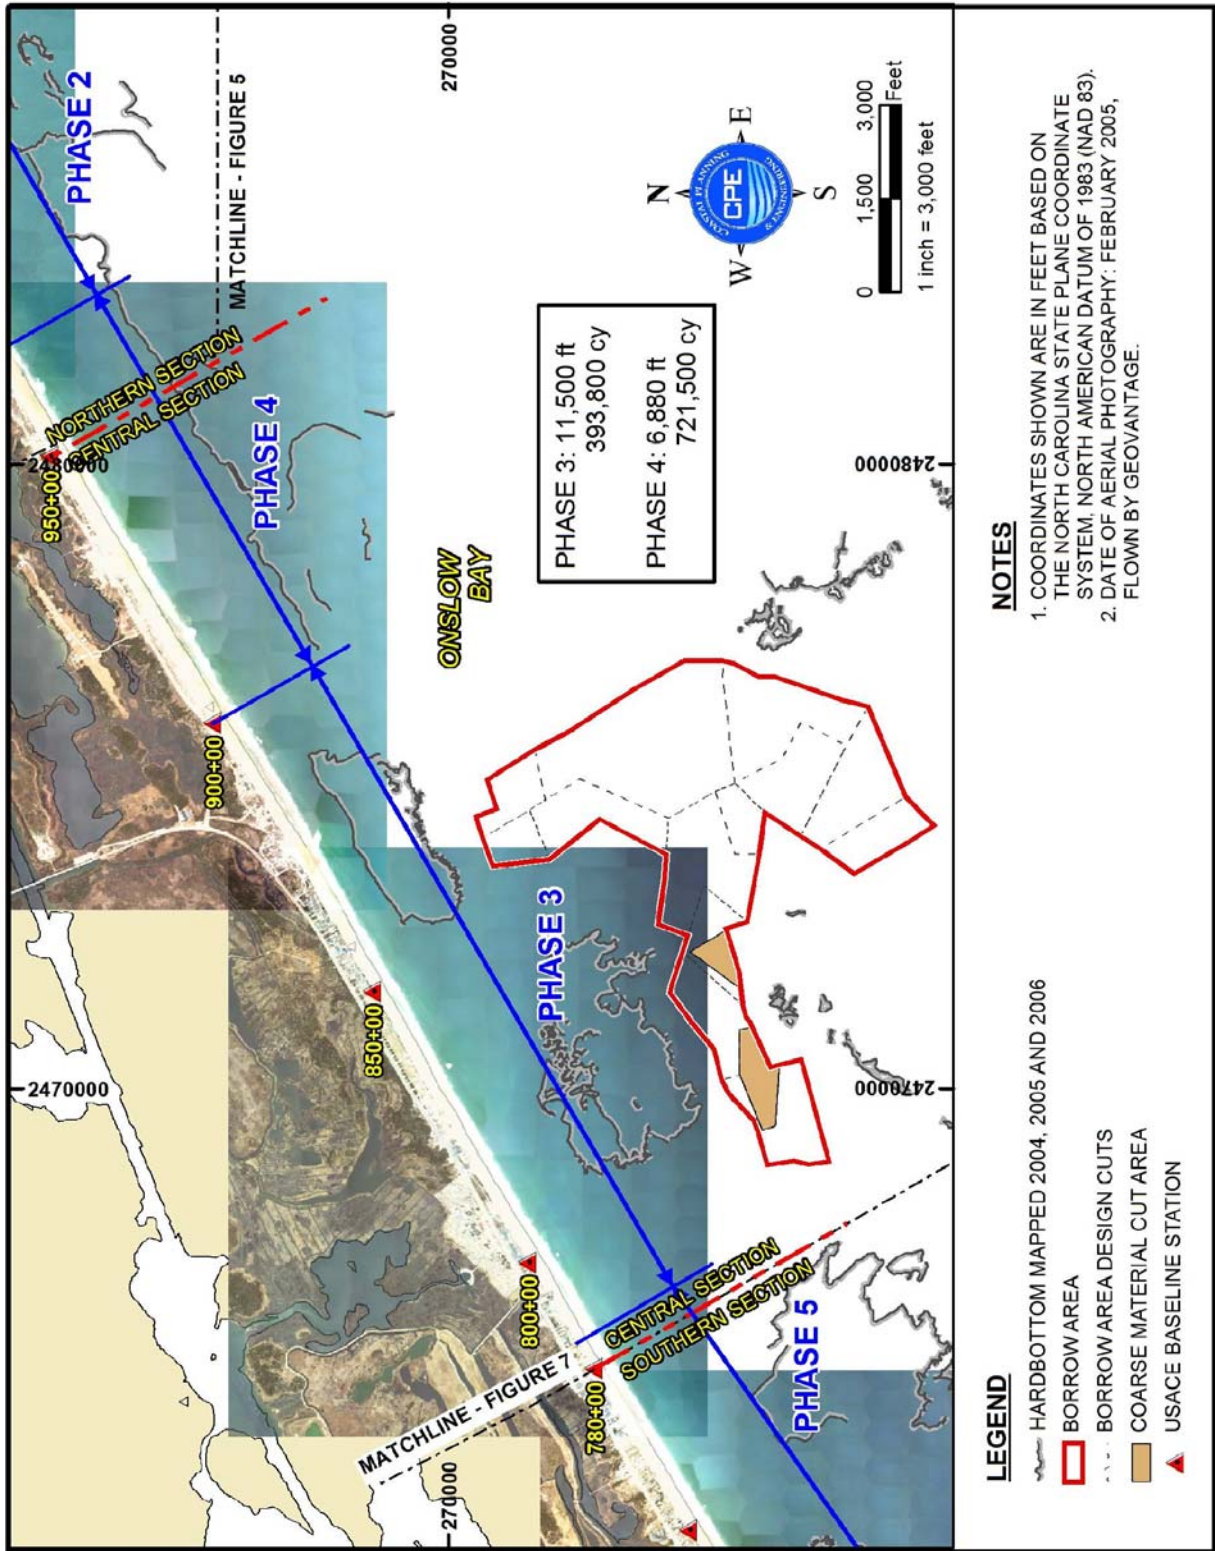 2470000
2480000
950+00
NORTHERN SECTION
CENTRAL SECTION
PHASE 2
MATCHLINE - FIGURE 5
900+00
PHASE 4
850+00
800+00
MATCHLINE - FIGURE 7
780+00
CENTRAL SECTION
SOUTHERN SECTION
270000
270000
ONSLOW
BAY
PHASE 3
PHASE 5
PHASE 3: 11,500 ft
393,800 cy
PHASE 4: 6,880 ft
721,500 cy
N
W
E
S
COASTAL PLANNING
& ENGINEERING
CPE
0 1,500 3,000
Feet
1 inch = 3,000 feet
2470000
2480000
LEGEND
HARDBOTTOM MAPPED 2004, 2005 AND 2006
BORROW AREA
BORROW AREA DESIGN CUTS
COARSE MATERIAL CUT AREA
USACE BASELINE STATION
NOTES
1. COORDINATES SHOWN ARE IN FEET BASED ON
THE NORTH CAROLINA STATE PLANE COORDINATE
SYSTEM, NORTH AMERICAN DATUM OF 1983 (NAD 83).
2. DATE OF AERIAL PHOTOGRAPHY: FEBRUARY 2005,
FLOWN BY GEOVANTAGE.